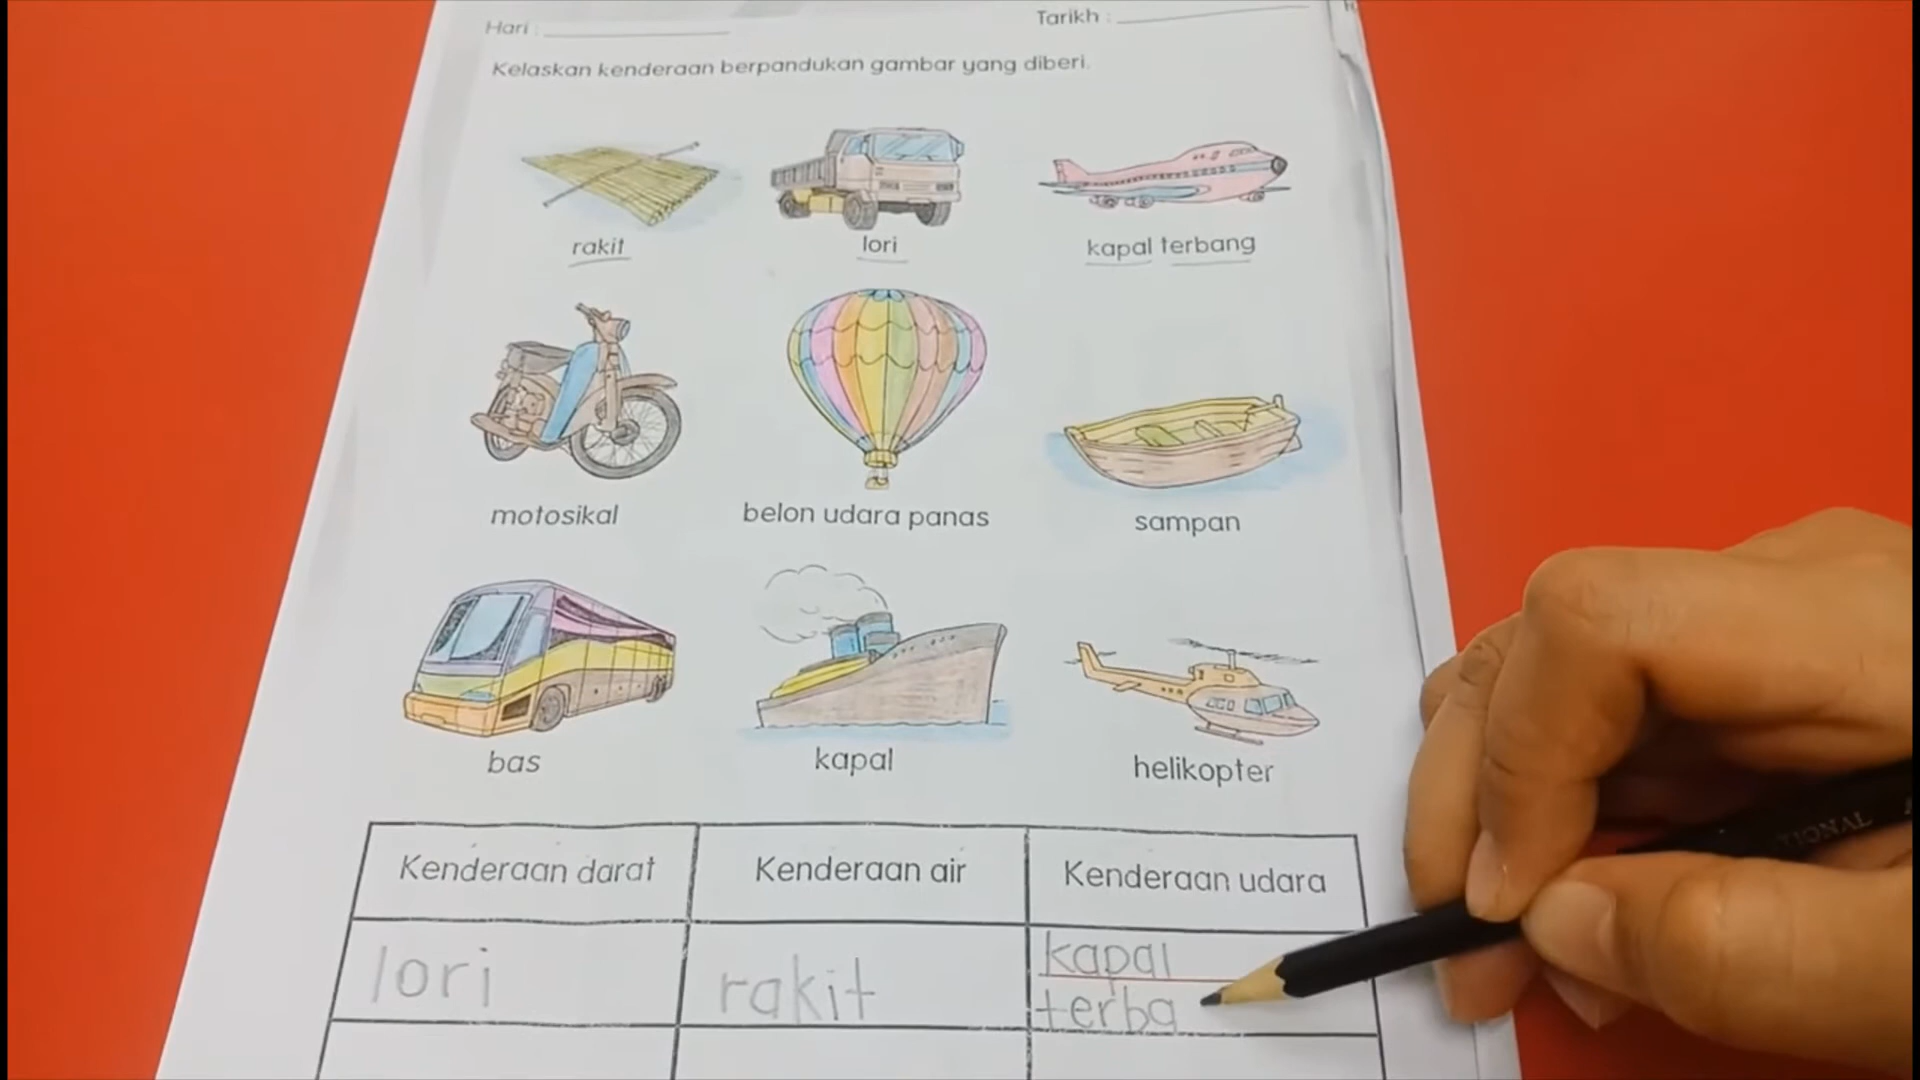 Hari :
Tarikh :
Kelaskan kenderaan berpandukan gambar yang diberi.
rakit
lori
kapal terbang
motosikal
belon udara panas
sampan
bas
kapal
helikopter
Kenderaan darat
Kenderaan air
Kenderaan udara
lori
rakit
kapal
terba
TIONAL